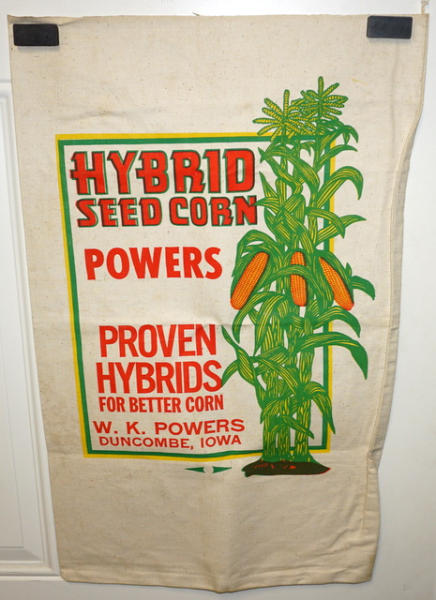 HYBRID
SEED CORN
POWERS
PROVEN
HYBRIDS
FOR BETTER CORN
W. K. POWERS
DUNCOMBE, IOWA